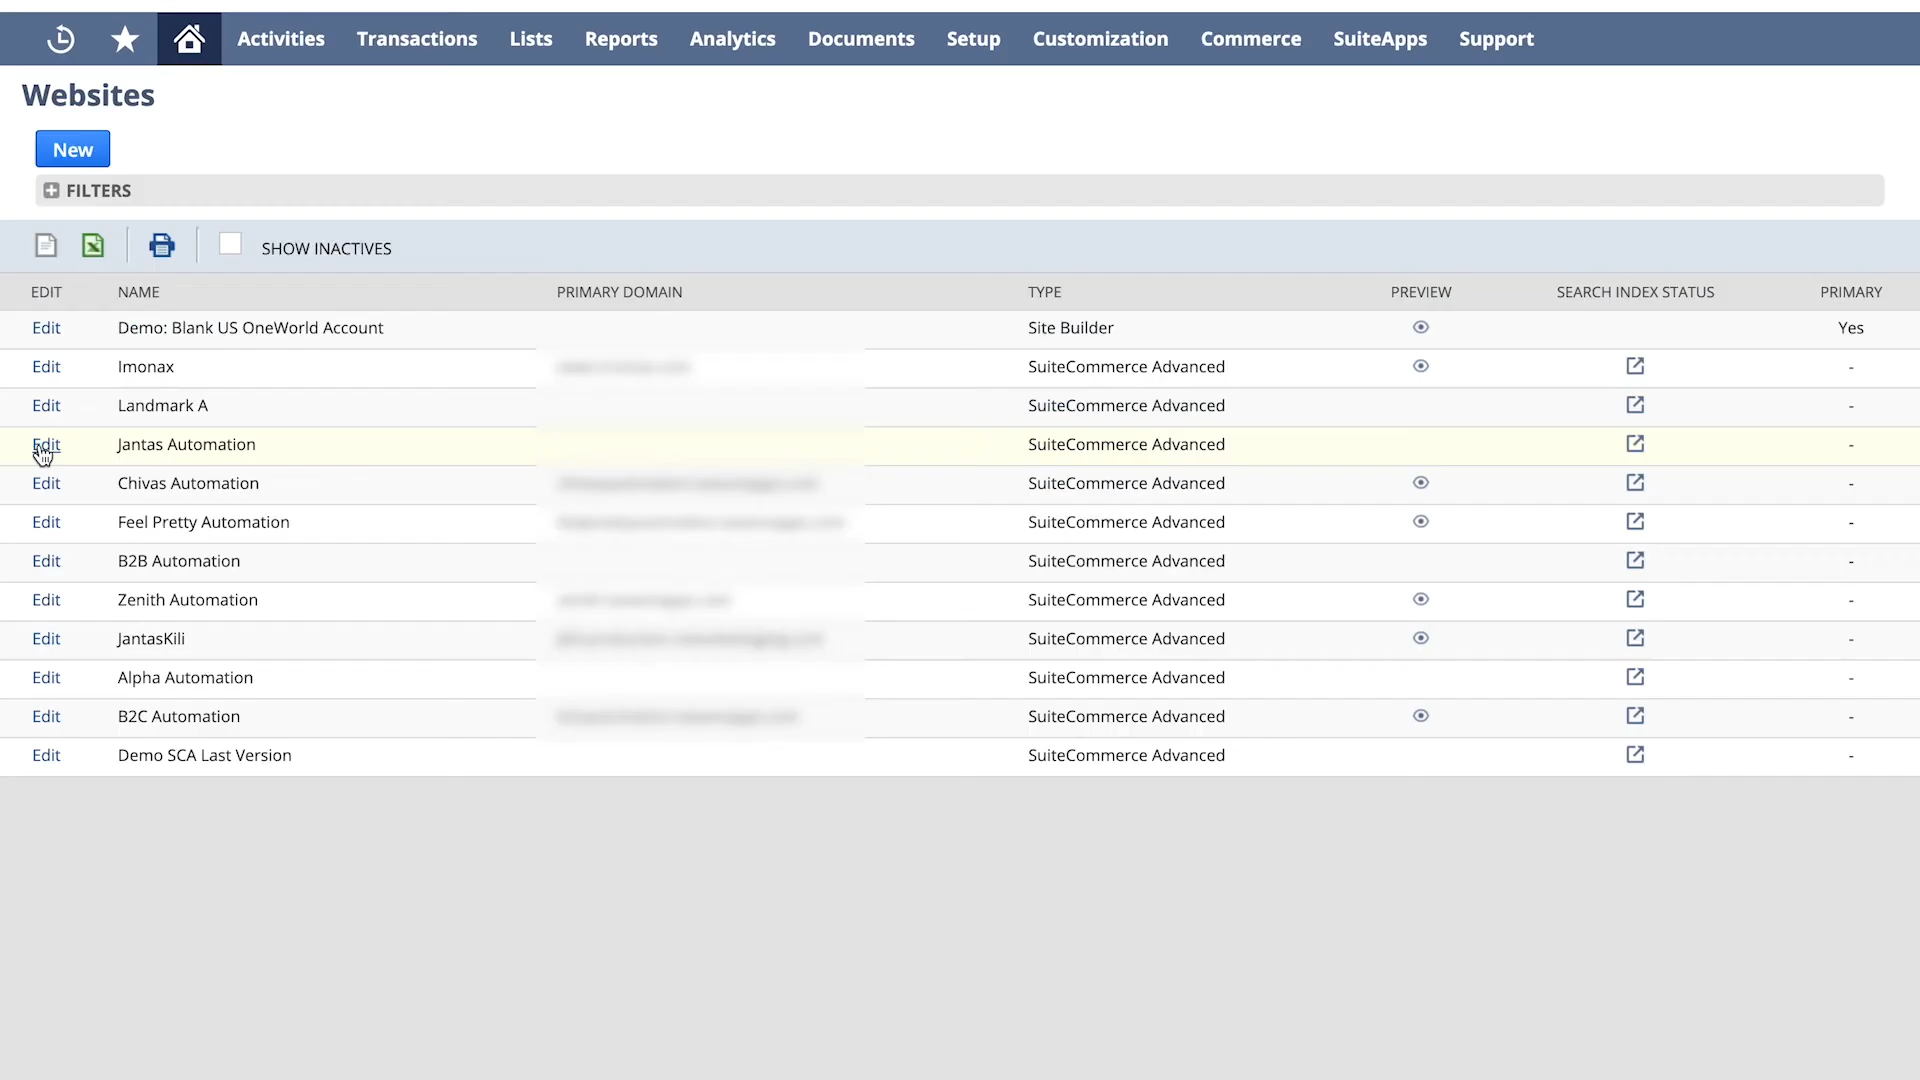 Activities Transactions Lists Reports Analytics Documents Setup Customization Commerce SuiteApps Support
Websites
New
FILTERS
SHOW INACTIVES
EDIT NAME PRIMARY DOMAIN TYPE PREVIEW SEARCH INDEX STATUS PRIMARY
Edit Demo: Blank US OneWorld Account Site Builder Yes
Edit Imonax SuiteCommerce Advanced -
Edit Landmark A SuiteCommerce Advanced -
Edit Jantas Automation SuiteCommerce Advanced -
Edit Chivas Automation SuiteCommerce Advanced -
Edit Feel Pretty Automation SuiteCommerce Advanced -
Edit B2B Automation SuiteCommerce Advanced -
Edit Zenith Automation SuiteCommerce Advanced -
Edit JantasKili SuiteCommerce Advanced -
Edit Alpha Automation SuiteCommerce Advanced -
Edit B2C Automation SuiteCommerce Advanced -
Edit Demo SCA Last Version SuiteCommerce Advanced -